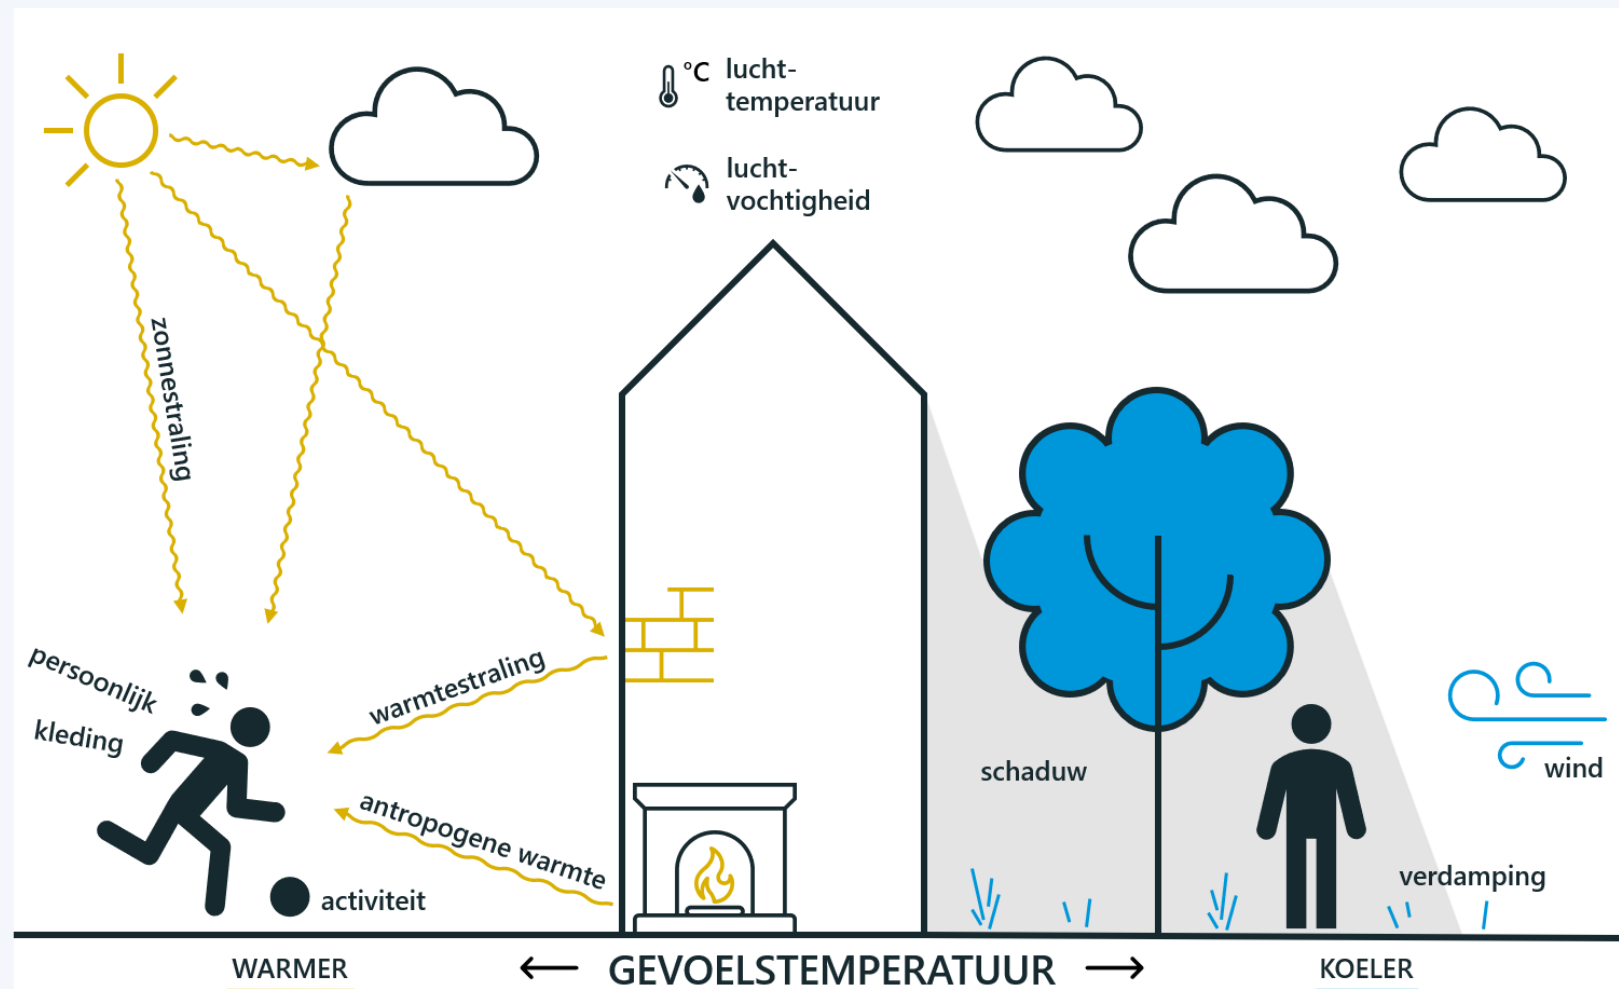 °C lucht-
temperatuur
lucht-
vochtigheid
zonnestraling
persoonlijk
kleding
warmtestraling
antropogene warmte
activiteit
schaduw
wind
verdamping
WARMER
GEVOELSTEMPERATUUR
KOELER